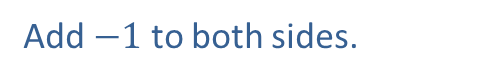 Add −1 to both sides.